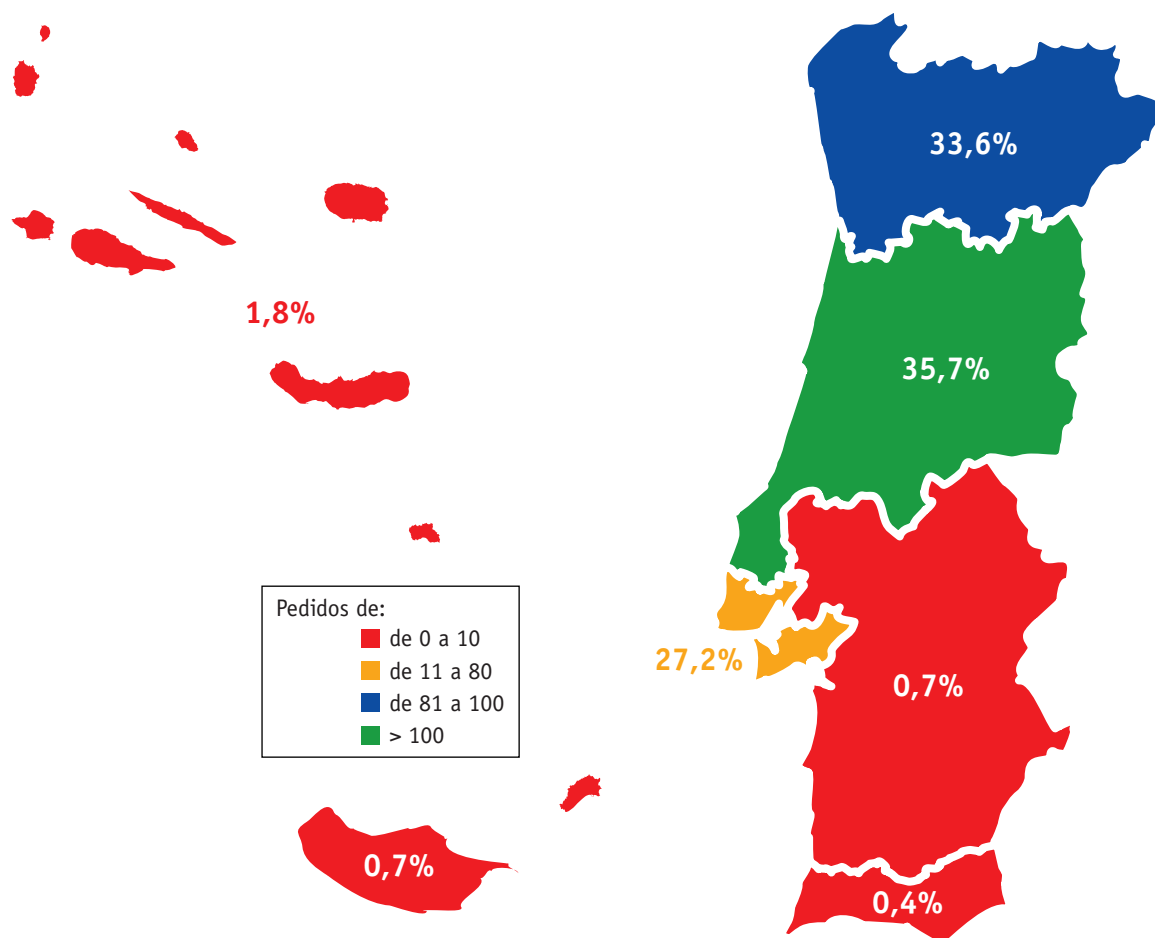 33,6%
1,8%
35,7%
Pedidos de:
de 0 a 10
de 11 a 80
de 81 a 100
> 100
27,2%
0,7%
0,7%
0,4%